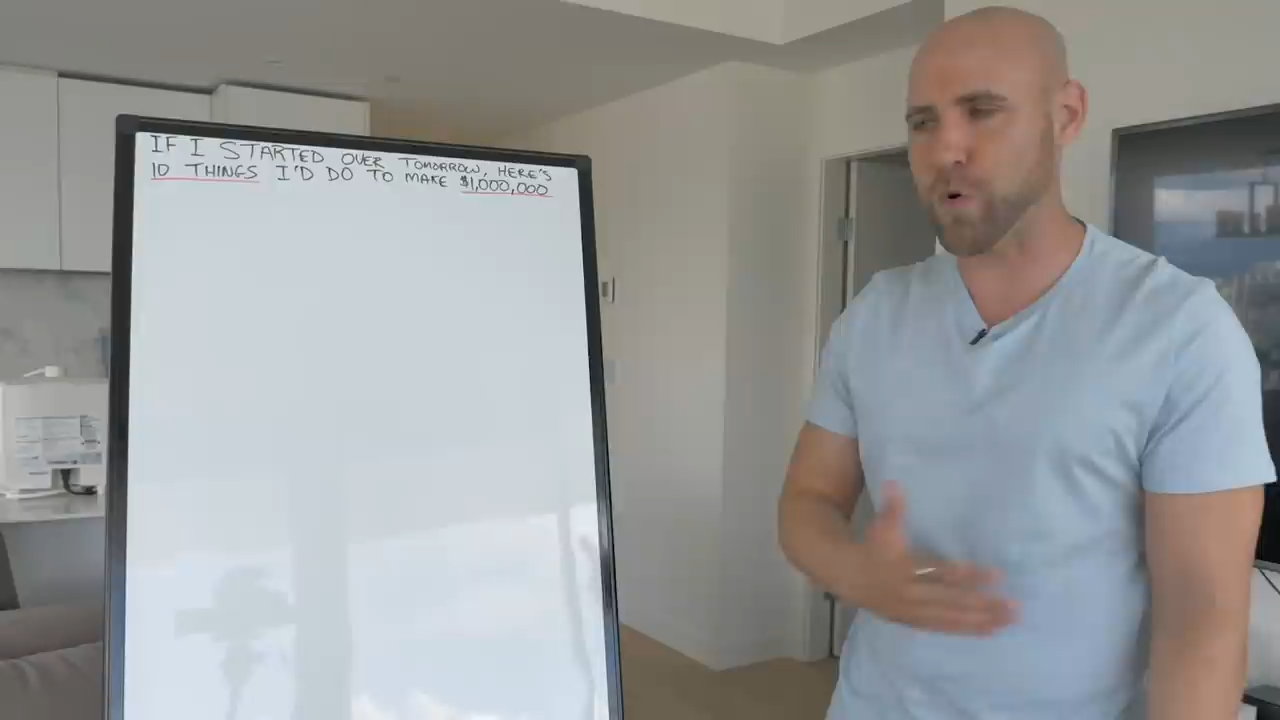 IF I STARTED OVER TOMORROW, HERE'S
10 THINGS I'D DO TO MAKE $1,000,000